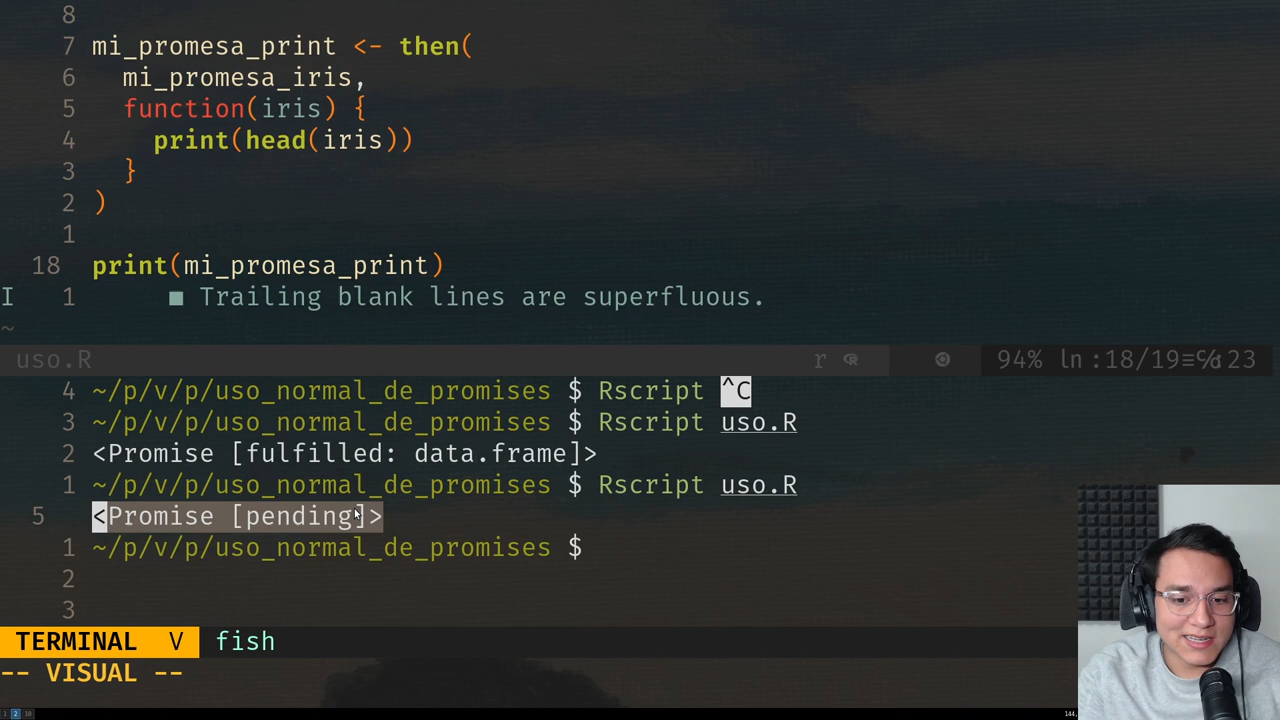 8
7 mi_promesa_print <- then(
6 mi_promesa_iris,
5 function(iris) {
4 print(head(iris))
3 }
2 )
1
18 print(mi_promesa_print)
I 1 ■ Trailing blank lines are superfluous.
~
uso.R r 94% ln :18/19≡℅:23
4 ~/p/v/p/uso_normal_de_promises $ Rscript ^C
3 ~/p/v/p/uso_normal_de_promises $ Rscript uso.R
2 <Promise [fulfilled: data.frame]>
1 ~/p/v/p/uso_normal_de_promises $ Rscript uso.R
5 <Promise [pending]>
1 ~/p/v/p/uso_normal_de_promises $
2
3
TERMINAL V fish
-- VISUAL --
1 2 10